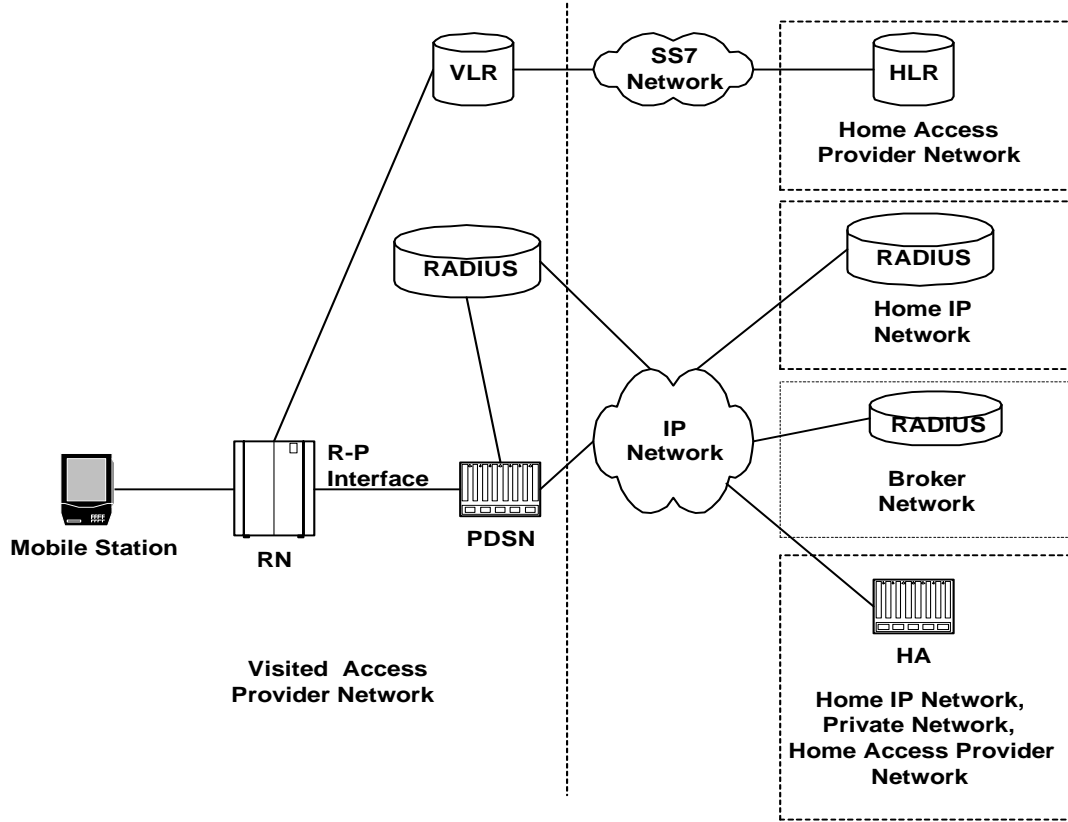 VLR
SS7
Network
HLR
Home Access
Provider Network
RADIUS
RADIUS
Home IP
Network
IP
Network
RADIUS
Broker
Network
R-P
Interface
Mobile Station
RN
PDSN
HA
Visited Access
Provider Network
Home IP Network,
Private Network,
Home Access Provider
Network